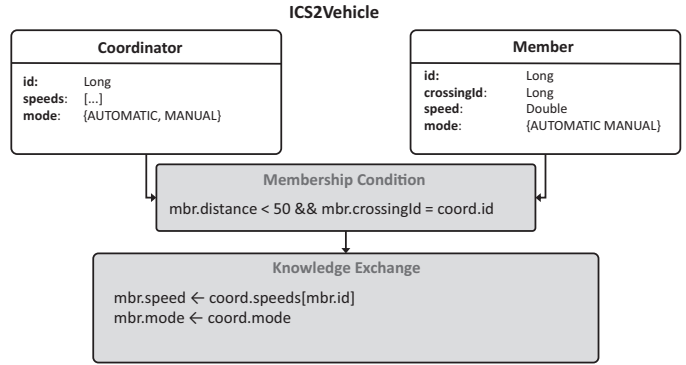 ICS2Vehicle
Coordinator
id: Long
speeds: [...]
mode: {AUTOMATIC, MANUAL}
Member
id: Long
crossingId: Long
speed: Double
mode: {AUTOMATIC MANUAL}
Membership Condition
mbr.distance < 50 && mbr.crossingId = coord.id
Knowledge Exchange
mbr.speed ← coord.speeds[mbr.id]
mbr.mode ← coord.mode